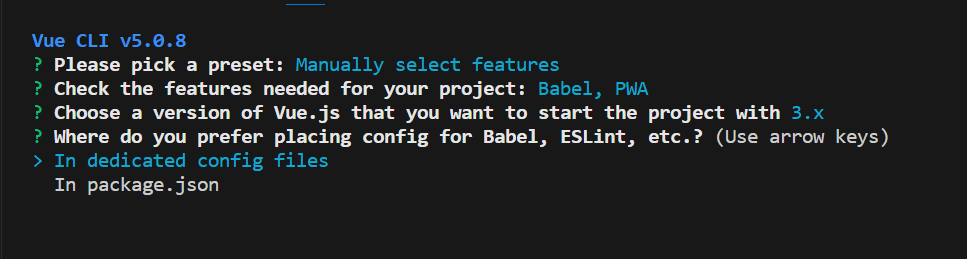 Vue CLI v5.0.8
? Please pick a preset: Manually select features
? Check the features needed for your project: Babel, PWA
? Choose a version of Vue.js that you want to start the project with 3.x
? Where do you prefer placing config for Babel, ESLint, etc.? (Use arrow keys)
> In dedicated config files
  In package.json